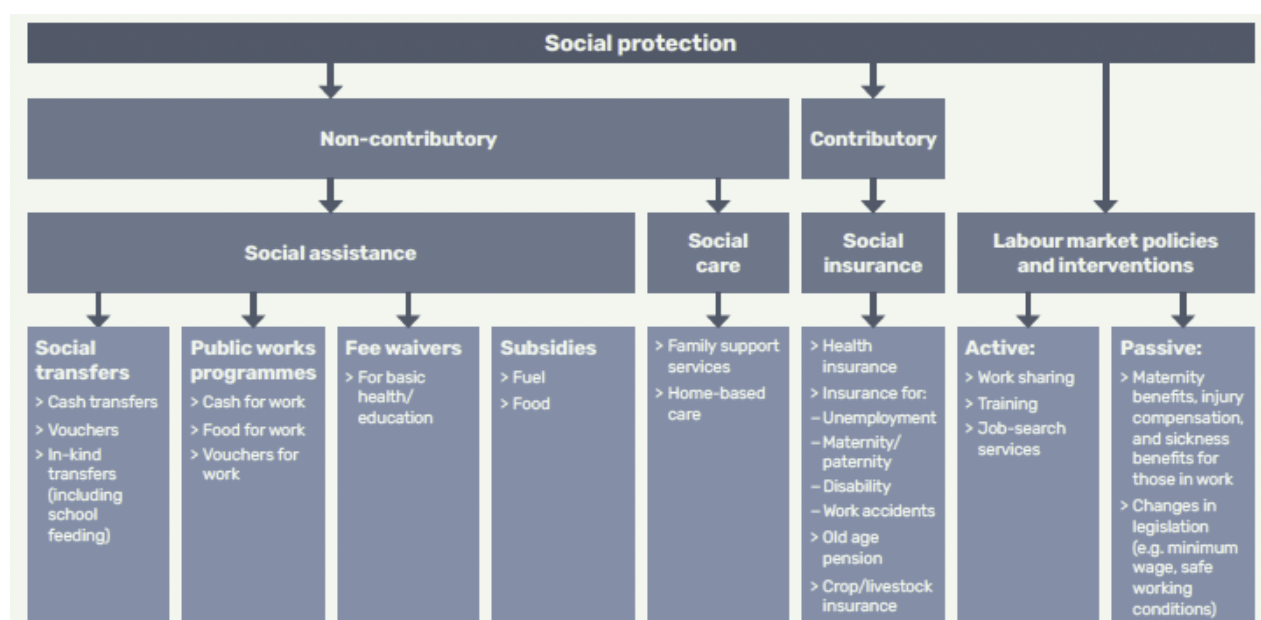 Social protection
Non-contributory
Contributory
Social assistance
Social
care
Social
insurance
Labour market policies
and interventions
Social
transfers
> Cash transfers
> Vouchers
> In-kind
transfers
(including
school
feeding)
Public works
programmes
> Cash for work
> Food for work
> Vouchers for
work
Fee waivers
> For basic
health/
education
Subsidies
> Fuel
> Food
> Family support
services
> Home-based
care
> Health
insurance
> Insurance for:
– Unemployment
– Maternity/
paternity
– Disability
– Work accidents
> Old age
pension
> Crop/livestock
insurance
Active:
> Work sharing
> Training
> Job-search
services
Passive:
> Maternity
benefits, injury
compensation,
and sickness
benefits for
those in work
> Changes in
legislation
(e.g. minimum
wage, safe
working
conditions)